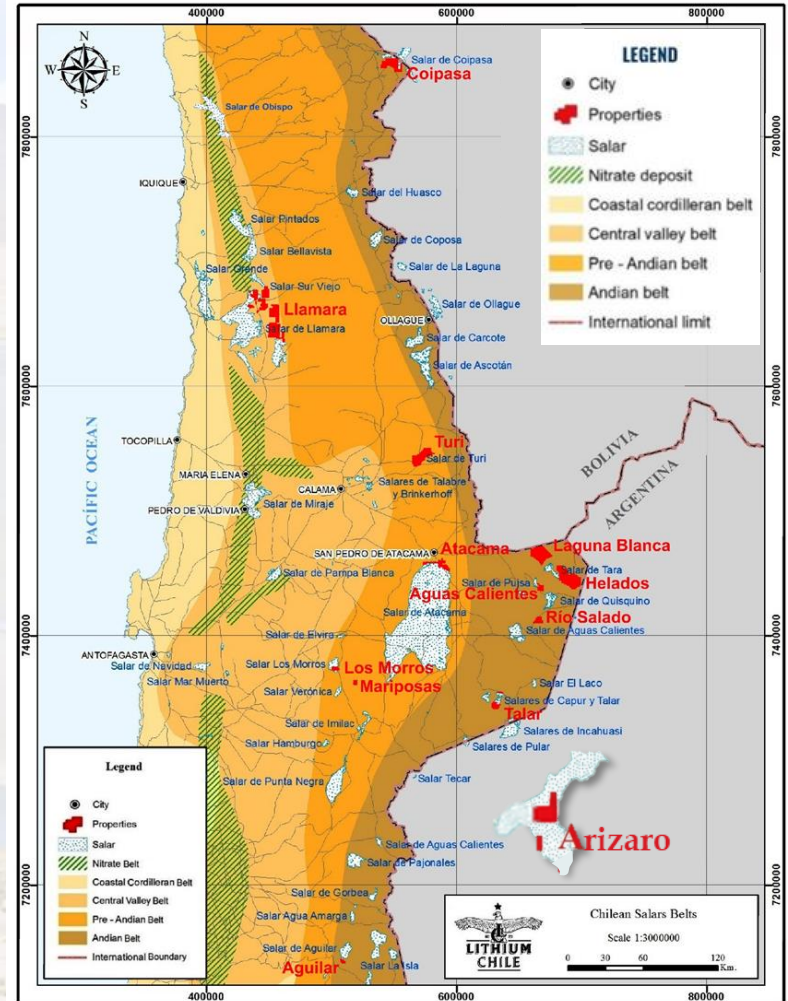 400000
600000
800000
N
W
E
S
LEGEND
City
Properties
Salar
Nitrate deposit
Coastal cordilleran belt
Central valley belt
Pre - Andian belt
Andian belt
International limit
Salar de Coipasa
Coipasa
Salar de Obispo
7800000
7800000
IQUIQUE
Salar del Huasco
Salar Pintados
Salar de Coposa
Salar Bellavista
Salar Grande
Salar de La Laguna
Salar Sur Viejo
Llamara
Salar de Ollague
OLLAGUE
Salar de Llamara
Salar de Carcote
Salar de Ascotán
7600000
7600000
PACÍFIC OCEAN
TOCOPILLA
Turi
Salar de Turi
BOLIVIA
ARGENTINA
MARIA ELENA
CALAMA
Salares de Talabre
y Brinkerhoff
PEDRO DE VALDIVIA
Salar de Miraje
SAN PEDRO DE ATACAMA
Atacama
Laguna Blanca
Salar de Tara
Salar de Pampa Blanca
Salar de Pujsa
Helados
Aguas Calientes
Salar de Quisquino
Salar de Atacama
Río Salado
7400000
7400000
Salar de Elvira
Salar de Aguas Calientes
ANTOFAGASTA
Salar de Navidad
Salar Los Morros
Los Morros
Salar Mar Muerto
Mariposas
Salar El Laco
Salar Verónica
Salares de Capur y Talar
Talar
Salar de Imilac
Salares de Incahuasi
Salar Hamburgo
Salares de Pular
Salar de Punta Negra
Salar Tecar
Arizaro
Legend
City
Properties
Salar
Nitrate Belt
Coastal Cordilleran Belt
Central Valley Belt
Pre - Andian Belt
Andian Belt
International Boundary
Salar de Aguas Calientes
Salar de Pajonales
7200000
7200000
Salar de Gorbea
Salar Agua Amarga
Salar de Aguilar
Aguilar
Salar La Isla
LITHIUM
CHILE
Chilean Salars Belts
Scale 1:3000000
0 30 60 120
Km.
400000
600000
800000